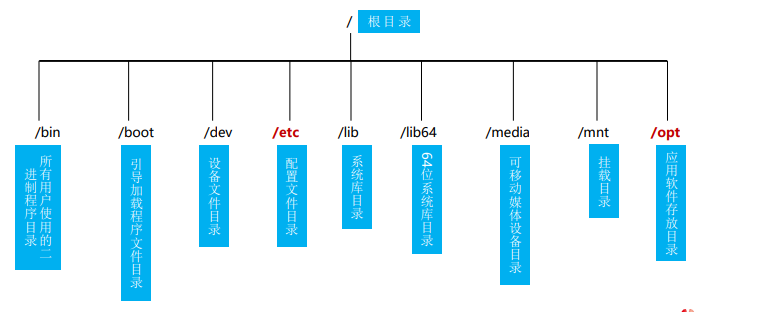 / 根目录
/bin
/boot
/dev
/etc
/lib
/lib64
/media
/mnt
/opt
所有用户使用的二
进制程序目录
引导加载程序文件目录
设备文件目录
配置文件目录
系统库目录
64位系统库目录
可移动媒体设备目录
挂载目录
应用软件存放目录